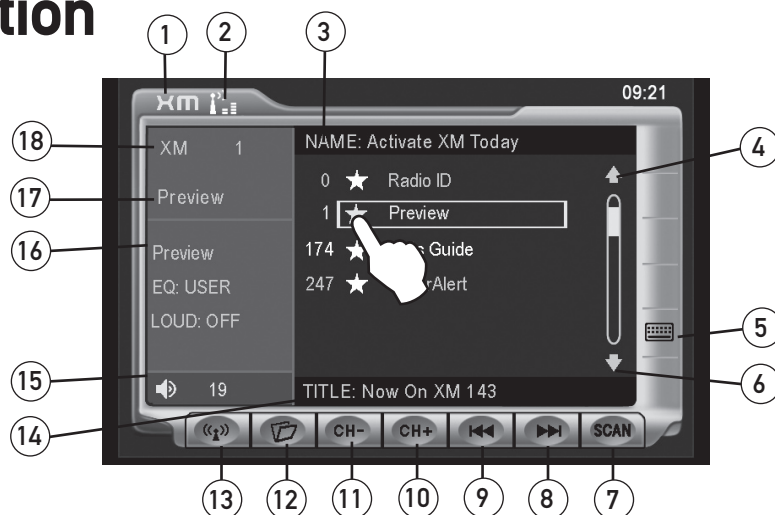 tion
1 2 3
xm 09:21
18 XM 1 NAME: Activate XM Today 4
0 Radio ID
17 Preview 1 Preview
16 Preview 174 Guide
EQ: USER 247
LOUD: OFF
5
15 19 6
14 TITLE: Now On XM 143
CH- CH+ SCAN
13 12 11 10 9 8 7